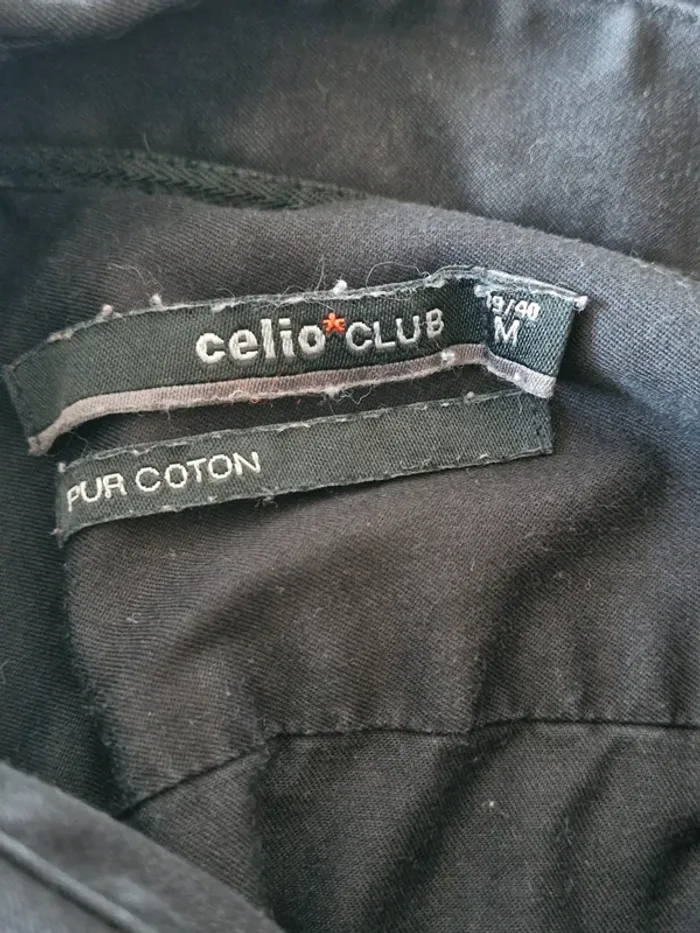 celio*CLUB
39/40
M
PUR COTON